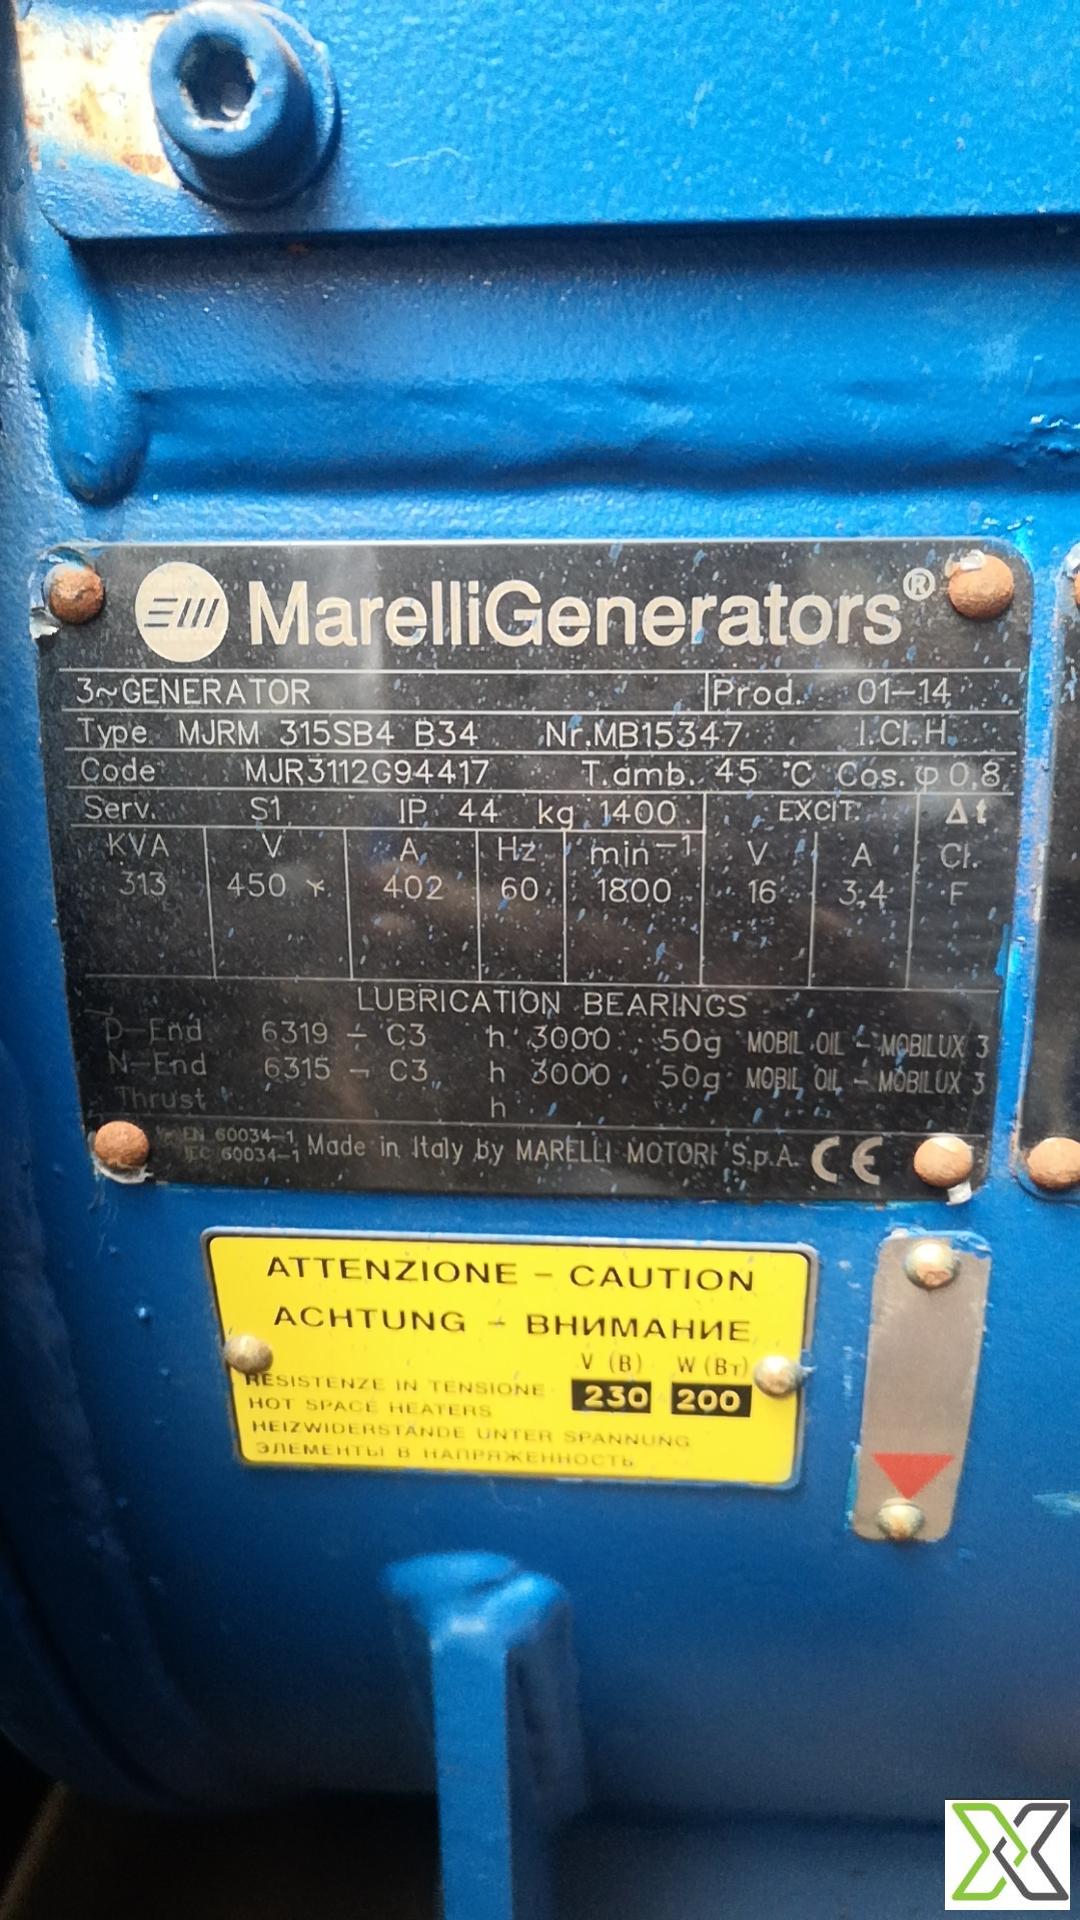 MarelliGenerators®
3~GENERATOR Prod. 01-14
Type MJRM 315SB4 B34 Nr.MB15347 I.Cl.H
Code MJR3112G94417 T.amb. 45 °C Cos. φ 0,8
Serv. S1 IP 44 kg 1400 EXCIT. Δt
KVA V A Hz min⁻¹ V A Cl.
313 450 Y 402 60 1800 16 3,4 F
LUBRICATION BEARINGS
D-End 6319 - C3 h 3000 50g MOBIL OIL - MOBILUX 3
N-End 6315 - C3 h 3000 50g MOBIL OIL - MOBILUX 3
Thrust h
EN 60034-1
IEC 60034-1 Made in Italy by MARELLI MOTORI S.p.A. CE
ATTENZIONE - CAUTION
ACHTUNG - ВНИМАНИЕ
V (B) W (Вт)
RESISTENZE IN TENSIONE 230 200
HOT SPACE HEATERS
HEIZWIDERSTÄNDE UNTER SPANNUNG
ЭЛЕМЕНТЫ В НАПРЯЖЕННОСТЬ